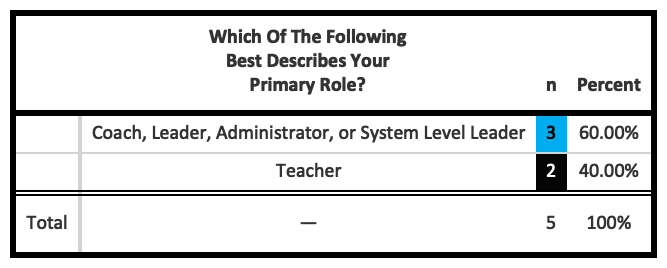 Which Of The Following
Best Describes Your
Primary Role? n Percent
Coach, Leader, Administrator, or System Level Leader 3 60.00%
Teacher 2 40.00%
Total — 5 100%